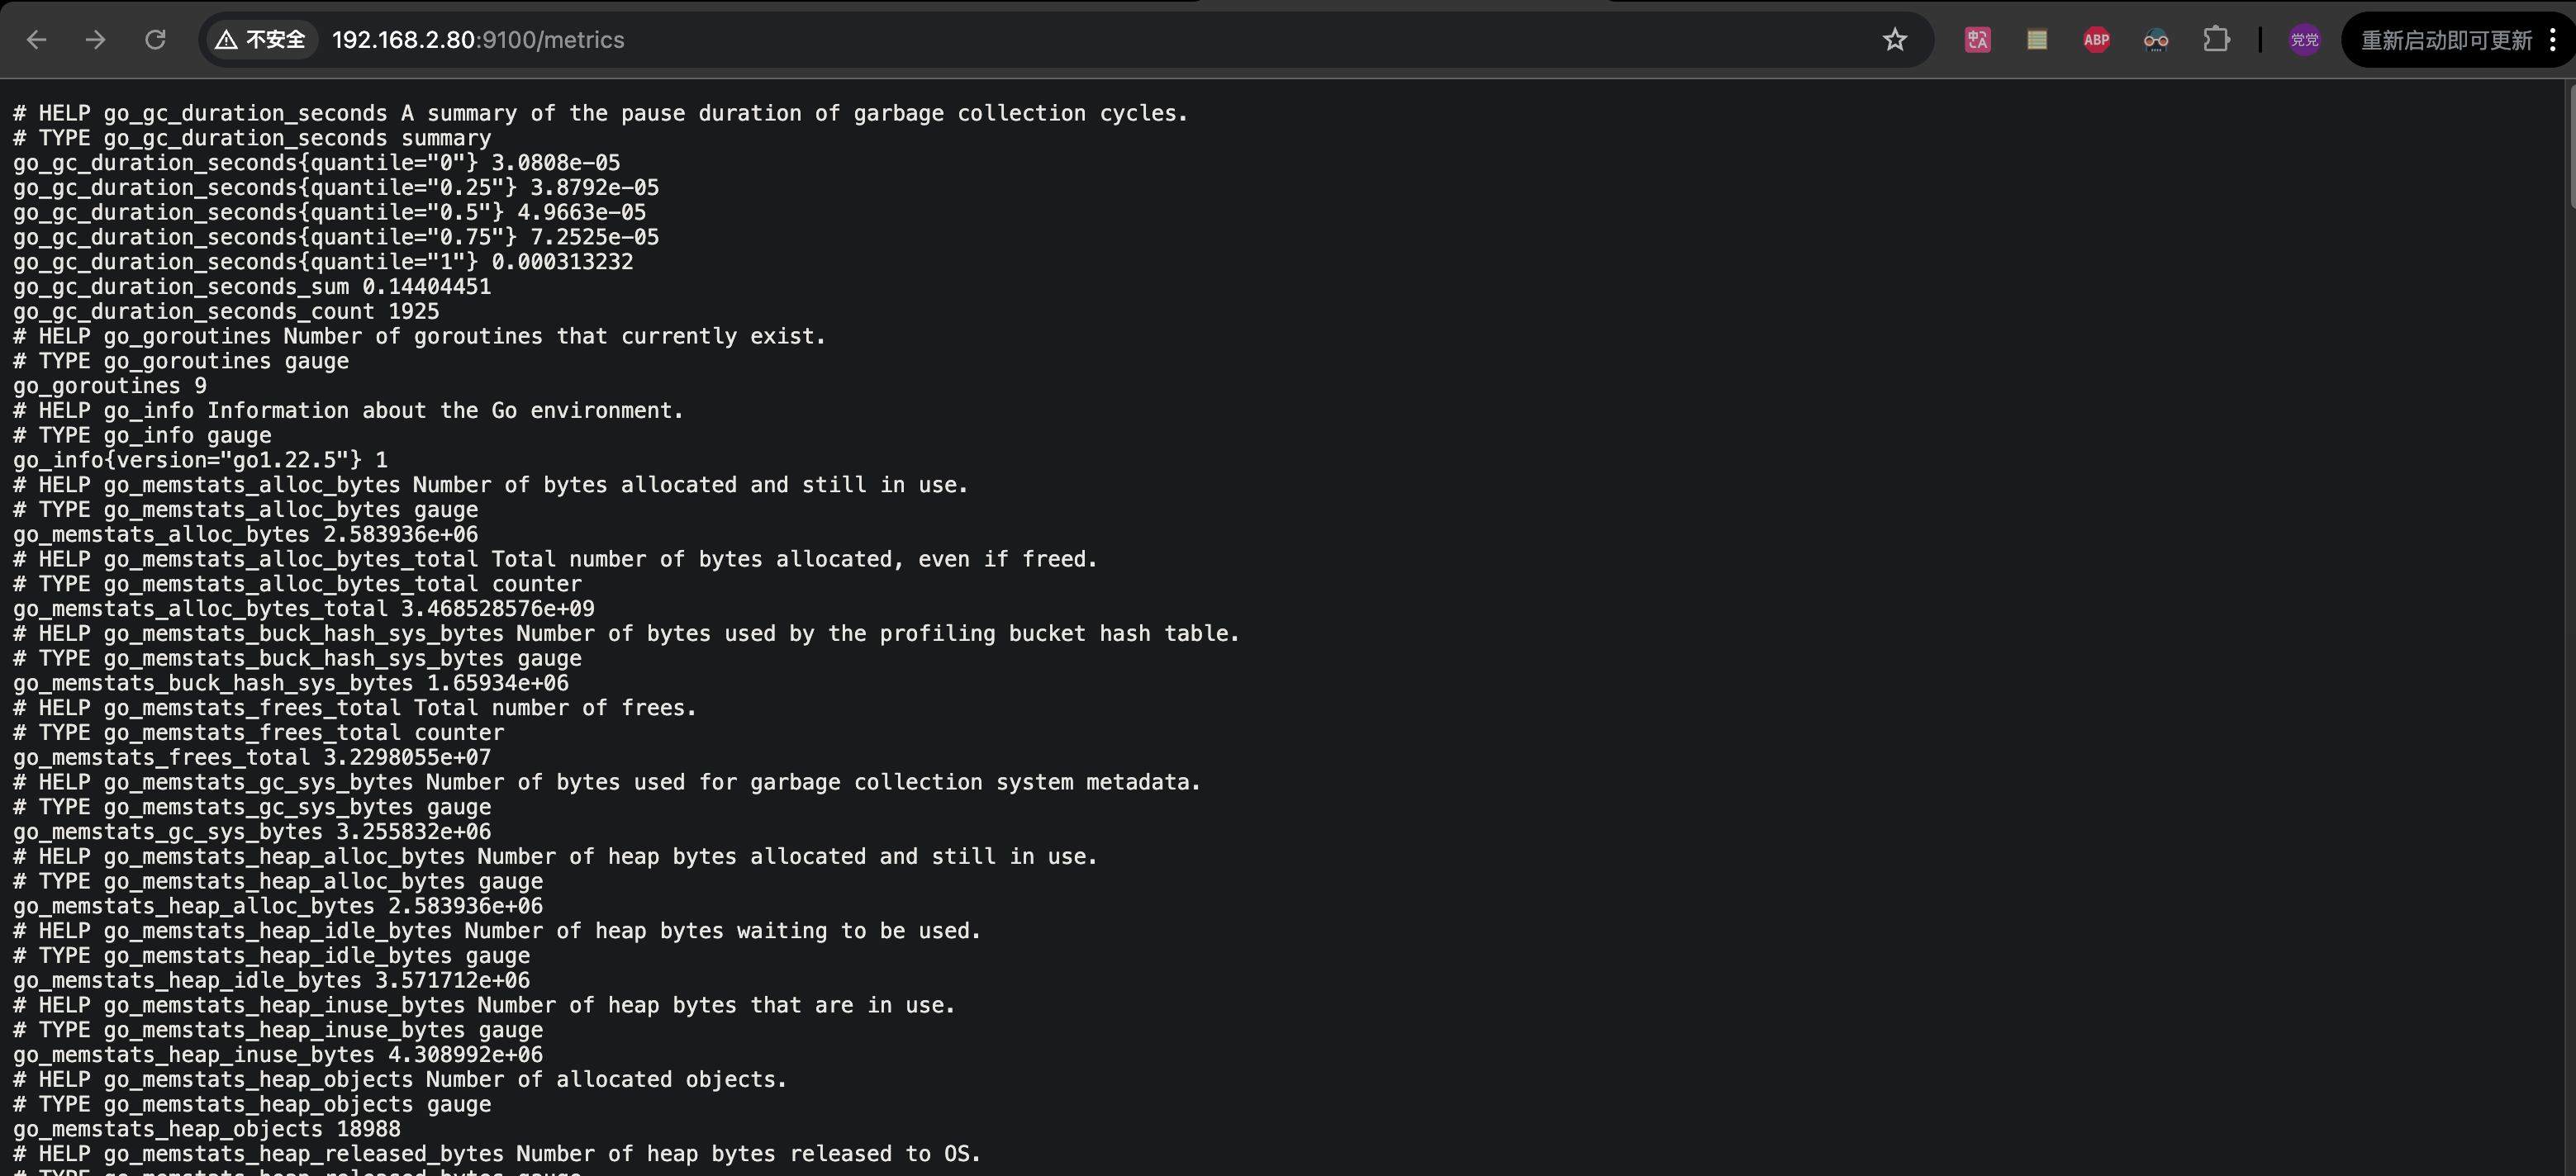 不安全 192.168.2.80:9100/metrics 中A ABP 党党 重新启动即可更新
# HELP go_gc_duration_seconds A summary of the pause duration of garbage collection cycles.
# TYPE go_gc_duration_seconds summary
go_gc_duration_seconds{quantile="0"} 3.0808e-05
go_gc_duration_seconds{quantile="0.25"} 3.8792e-05
go_gc_duration_seconds{quantile="0.5"} 4.9663e-05
go_gc_duration_seconds{quantile="0.75"} 7.2525e-05
go_gc_duration_seconds{quantile="1"} 0.000313232
go_gc_duration_seconds_sum 0.14404451
go_gc_duration_seconds_count 1925
# HELP go_goroutines Number of goroutines that currently exist.
# TYPE go_goroutines gauge
go_goroutines 9
# HELP go_info Information about the Go environment.
# TYPE go_info gauge
go_info{version="go1.22.5"} 1
# HELP go_memstats_alloc_bytes Number of bytes allocated and still in use.
# TYPE go_memstats_alloc_bytes gauge
go_memstats_alloc_bytes 2.583936e+06
# HELP go_memstats_alloc_bytes_total Total number of bytes allocated, even if freed.
# TYPE go_memstats_alloc_bytes_total counter
go_memstats_alloc_bytes_total 3.468528576e+09
# HELP go_memstats_buck_hash_sys_bytes Number of bytes used by the profiling bucket hash table.
# TYPE go_memstats_buck_hash_sys_bytes gauge
go_memstats_buck_hash_sys_bytes 1.65934e+06
# HELP go_memstats_frees_total Total number of frees.
# TYPE go_memstats_frees_total counter
go_memstats_frees_total 3.2298055e+07
# HELP go_memstats_gc_sys_bytes Number of bytes used for garbage collection system metadata.
# TYPE go_memstats_gc_sys_bytes gauge
go_memstats_gc_sys_bytes 3.255832e+06
# HELP go_memstats_heap_alloc_bytes Number of heap bytes allocated and still in use.
# TYPE go_memstats_heap_alloc_bytes gauge
go_memstats_heap_alloc_bytes 2.583936e+06
# HELP go_memstats_heap_idle_bytes Number of heap bytes waiting to be used.
# TYPE go_memstats_heap_idle_bytes gauge
go_memstats_heap_idle_bytes 3.571712e+06
# HELP go_memstats_heap_inuse_bytes Number of heap bytes that are in use.
# TYPE go_memstats_heap_inuse_bytes gauge
go_memstats_heap_inuse_bytes 4.308992e+06
# HELP go_memstats_heap_objects Number of allocated objects.
# TYPE go_memstats_heap_objects gauge
go_memstats_heap_objects 18988
# HELP go_memstats_heap_released_bytes Number of heap bytes released to OS.
# TYPE go_memstats_heap_released_bytes gauge